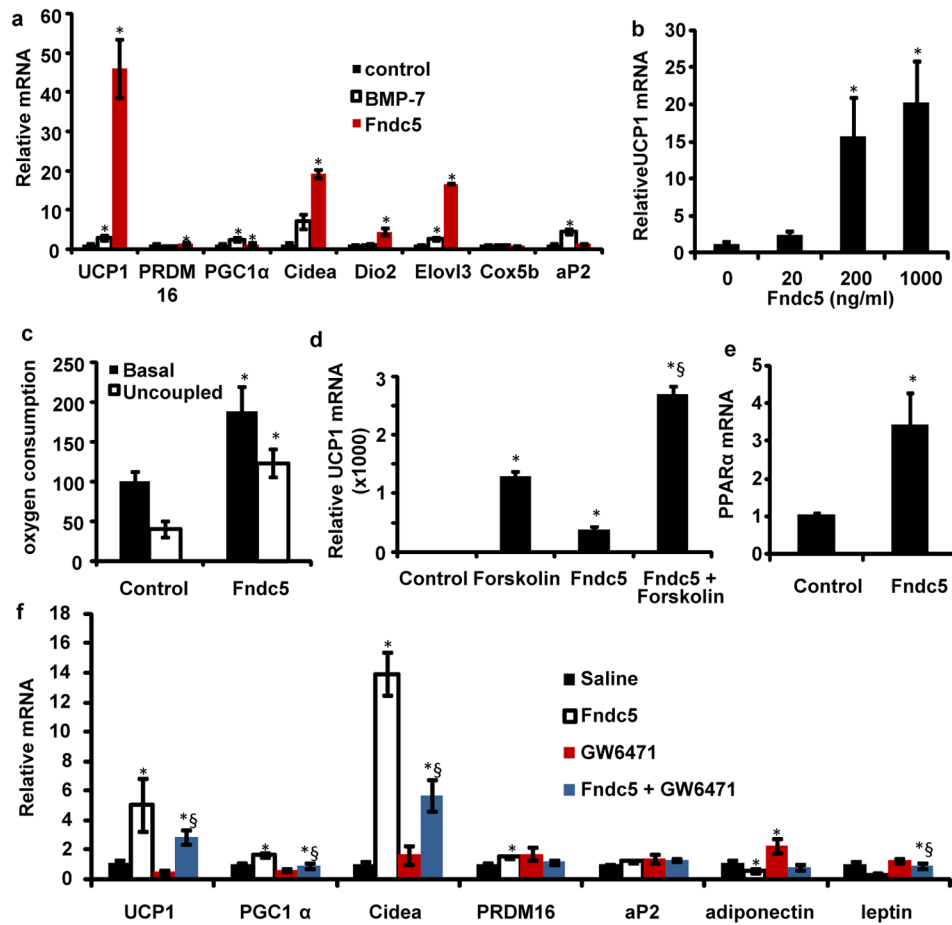 a
Relative mRNA
60
50
40
30
20
10
0
control
BMP-7
Fndc5
*
*
*
*
*
*
*
*
*
*
UCP1 PRDM 16 PGC1α Cidea Dio2 Elovl3 Cox5b aP2
b
RelativeUCP1 mRNA
30
25
20
15
10
5
0
*
*
0 20 200 1000
Fndc5 (ng/ml)
c
oxygen consumption
250
200
150
100
50
0
Basal
Uncoupled
*
*
Control Fndc5
d
Relative UCP1 mRNA
(x1000)
3
2
1
0
*
*
*§
Control Forskolin Fndc5 Fndc5 + Forskolin
e
PPARα mRNA
4
3
2
1
0
*
Control Fndc5
f
Relative mRNA
18
16
14
12
10
8
6
4
2
0
Saline
Fndc5
GW6471
Fndc5 + GW6471
*
*§
*
*§
*
*§
*
*
*
*§
UCP1 PGC1 α Cidea PRDM16 aP2 adiponectin leptin